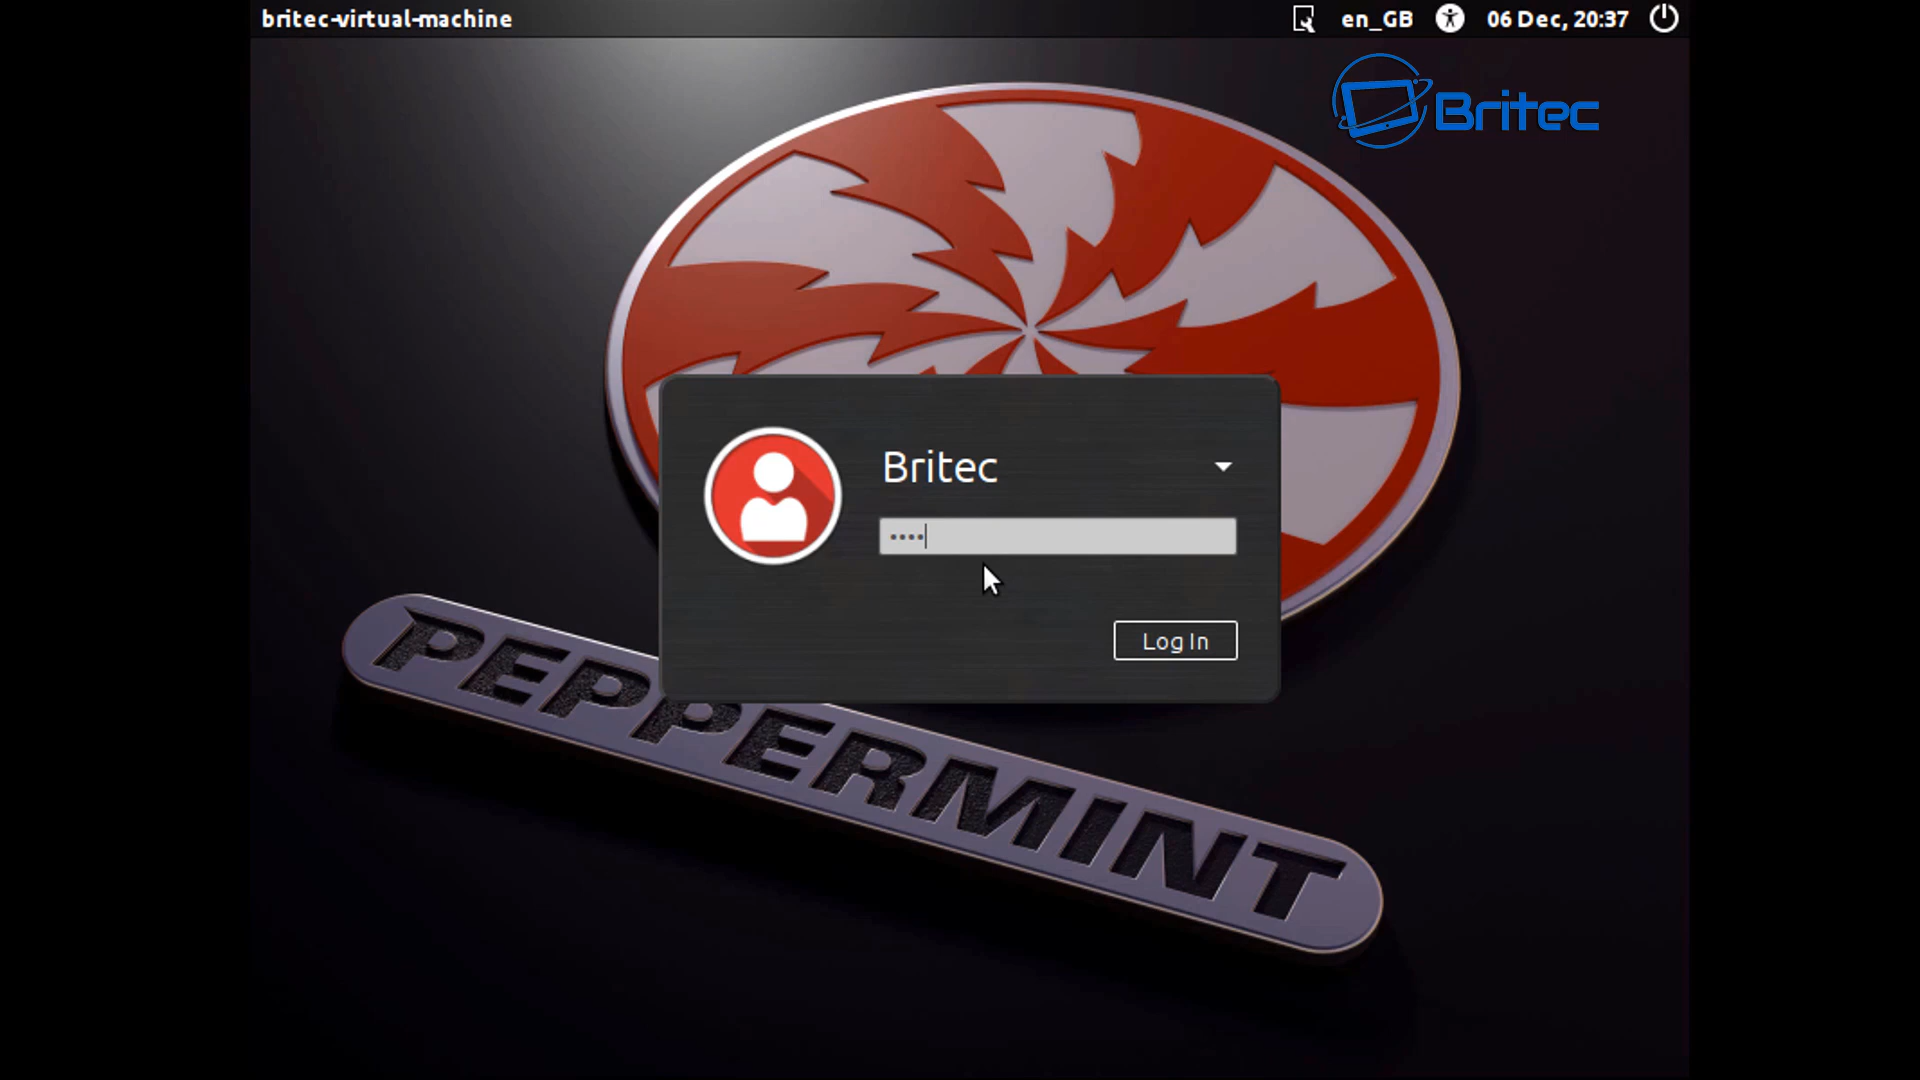 britec-virtual-machine
en_GB
06 Dec, 20:37
Britec
Britec
••••
Log In
PEPPERMINT